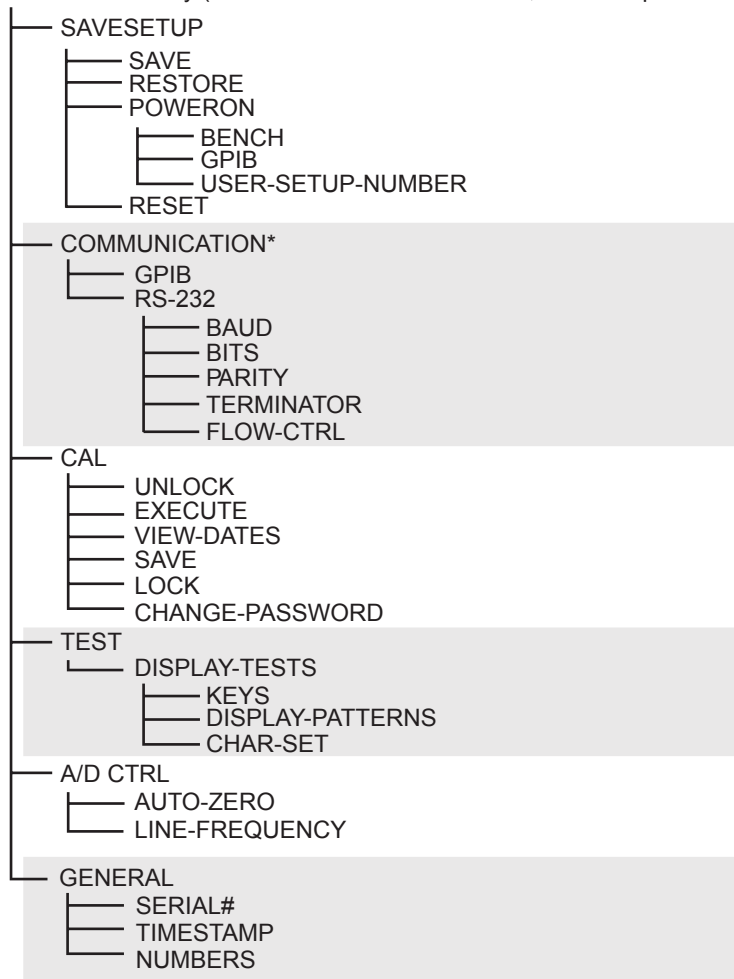 SAVESETUP
SAVE
RESTORE
POWERON
BENCH
GPIB
USER-SETUP-NUMBER
RESET
COMMUNICATION*
GPIB
RS-232
BAUD
BITS
PARITY
TERMINATOR
FLOW-CTRL
CAL
UNLOCK
EXECUTE
VIEW-DATES
SAVE
LOCK
CHANGE-PASSWORD
TEST
DISPLAY-TESTS
KEYS
DISPLAY-PATTERNS
CHAR-SET
A/D CTRL
AUTO-ZERO
LINE-FREQUENCY
GENERAL
SERIAL#
TIMESTAMP
NUMBERS